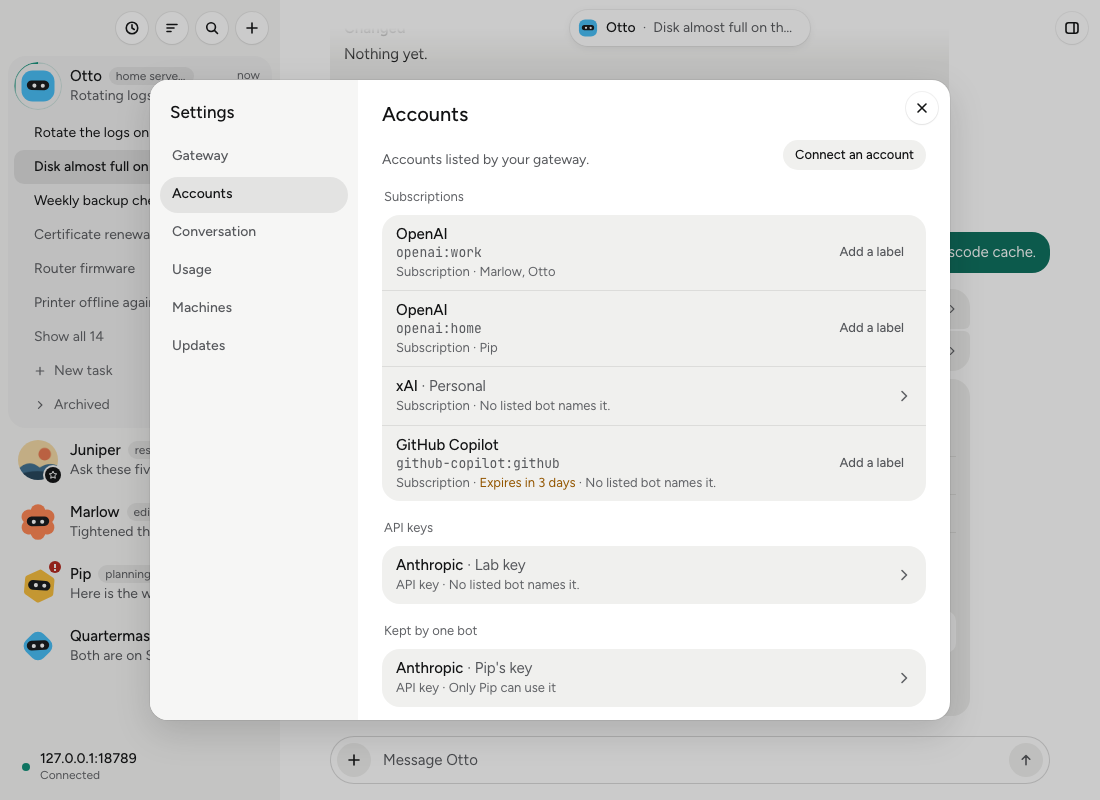 Otto · Disk almost full on th...
Changed
Nothing yet.
Otto home serve... now
Rotating logs
Rotate the logs on
Disk almost full on
Weekly backup che
Certificate renewa
Router firmware
Printer offline agai
Show all 14
New task
Archived
Juniper res
Ask these fiv
Marlow edi
Tightened th
Pip planning
Here is the w
Quartermas
Both are on S
127.0.0.1:18789
Connected
Settings
Gateway
Accounts
Conversation
Usage
Machines
Updates
Accounts
Accounts listed by your gateway.
Connect an account
Subscriptions
OpenAI
openai:work
Subscription · Marlow, Otto
Add a label
OpenAI
openai:home
Subscription · Pip
Add a label
xAI · Personal
Subscription · No listed bot names it.
GitHub Copilot
github-copilot:github
Subscription · Expires in 3 days · No listed bot names it.
Add a label
API keys
Anthropic · Lab key
API key · No listed bot names it.
Kept by one bot
Anthropic · Pip's key
API key · Only Pip can use it
scode cache.
Message Otto